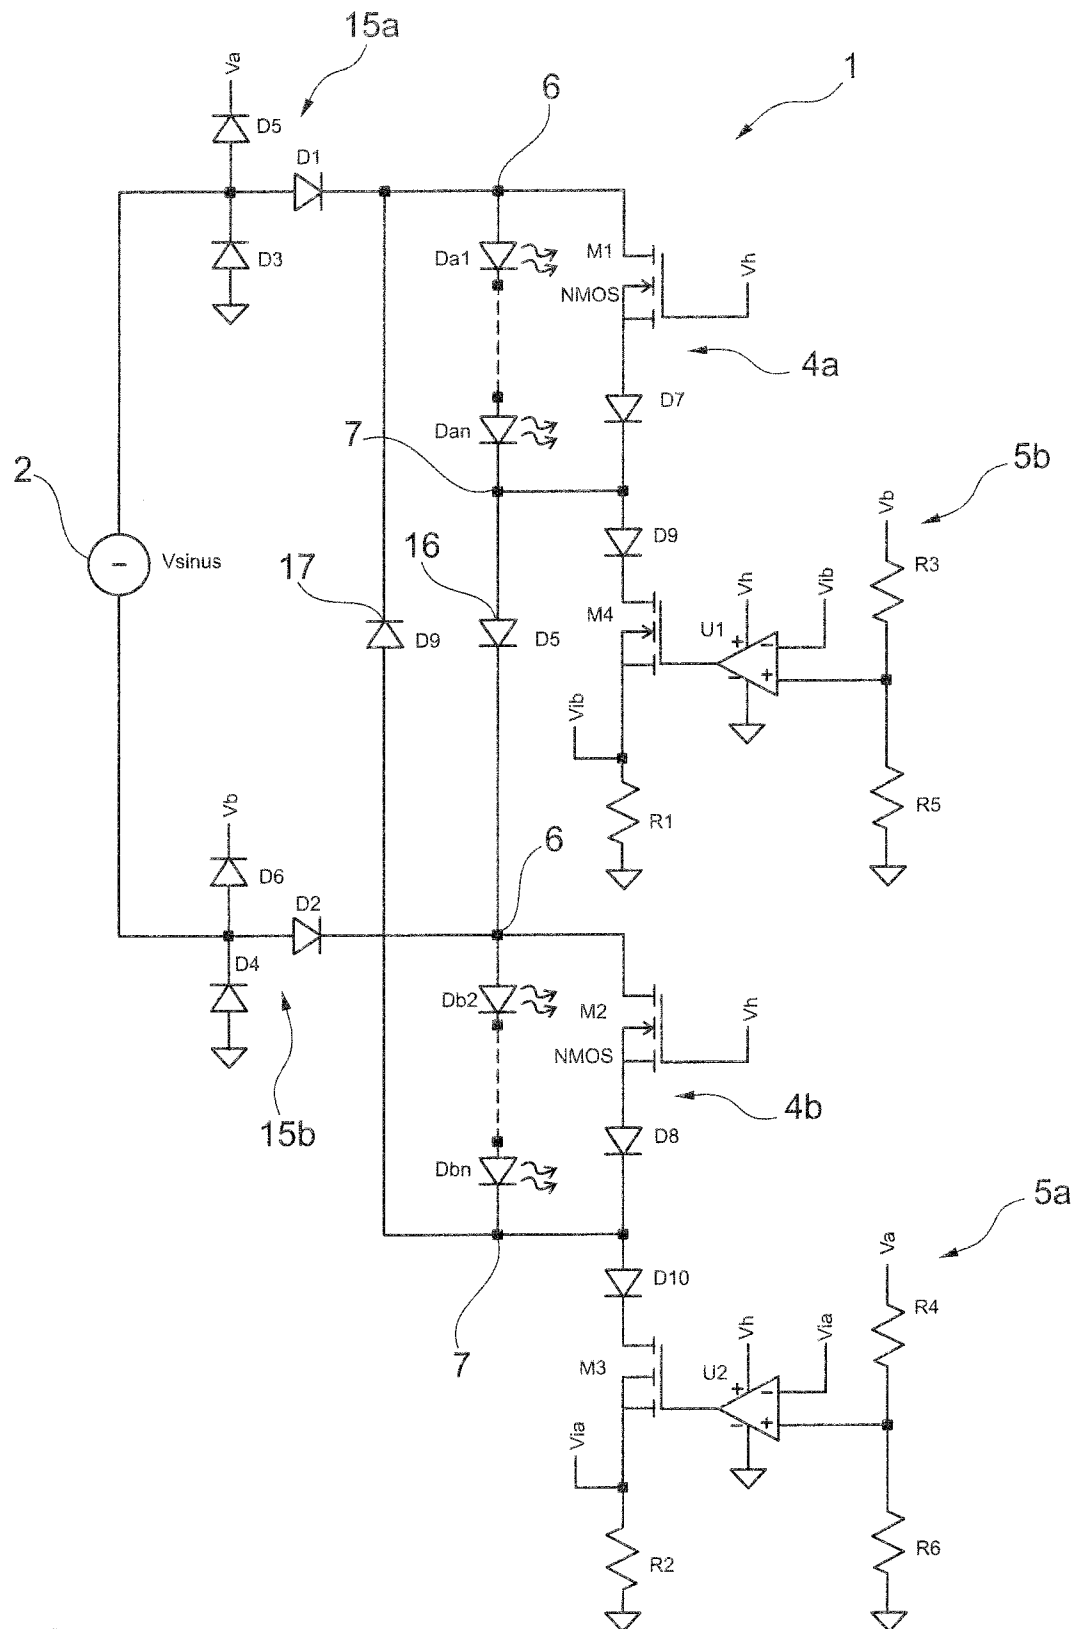 15a
Va
6
1
D5
D1
D3
Da1
M1
Vh
NMOS
4a
D7
Dan
7
5b
Vb
2
D9
R3
16
17
Vsinus
Vh
Vib
U1
+
-
M4
-
+
-
D9
D5
Vib
R5
R1
Vb
6
D6
D2
D4
Db2
M2
Vh
NMOS
4b
15b
D8
Dbn
5a
Va
D10
R4
7
Vh
Via
M3
U2
+
-
-
+
Via
R6
R2